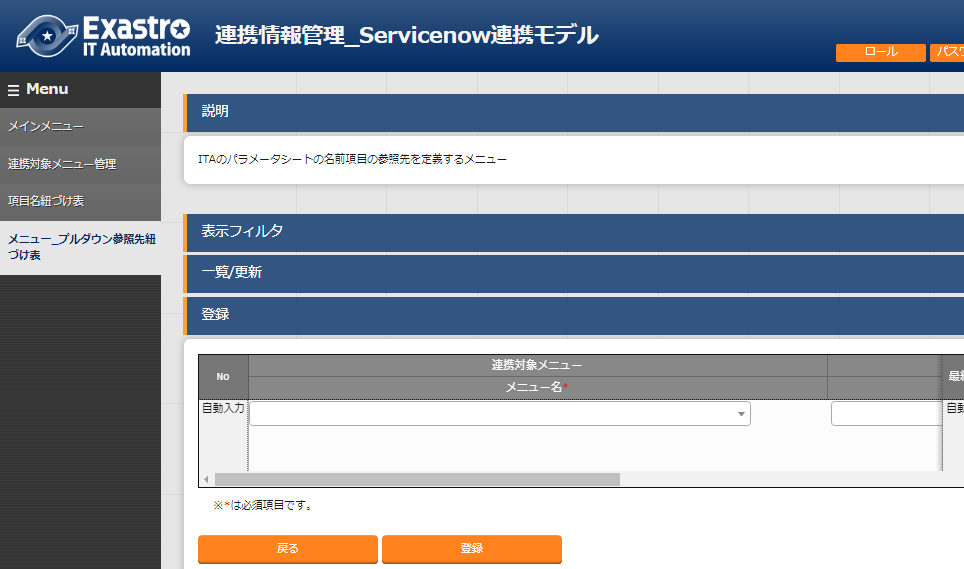 Exastro
IT Automation
連携情報管理_Servicenow連携モデル
ロール
パスワ
Menu
メインメニュー
連携対象メニュー管理
項目名紐づけ表
メニュー_プルダウン参照先紐
づけ表
説明
ITAのパラメータシートの名前項目の参照先を定義するメニュー
表示フィルタ
一覧/更新
登録
No
連携対象メニュー
メニュー名*
最終
自動入力
自動
※*は必須項目です。
戻る
登録